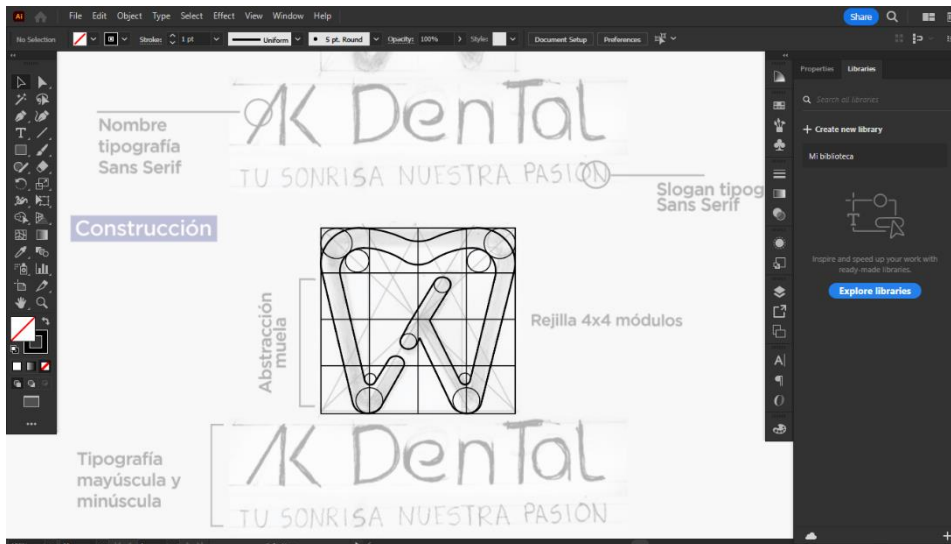 Ai File Edit Object Type Select Effect View Window Help Share
No Selection Stroke: 1 pt Uniform 5 pt. Round Opacity: 100% Style: Document Setup Preferences
Properties Libraries
Search all libraries
+ Create new library
Mi biblioteca
Inspire and speed up your work with
ready-made libraries.
Explore libraries
Nombre
tipografía
Sans Serif
AK DenTal
TU SONRISA NUESTRA PASIÓN
Slogan tipog
Sans Serif
Construcción
Abstracción
muela
Rejilla 4x4 módulos
Tipografía
mayúscula y
minúscula
AK DenTal
TU SONRISA NUESTRA PASIÓN